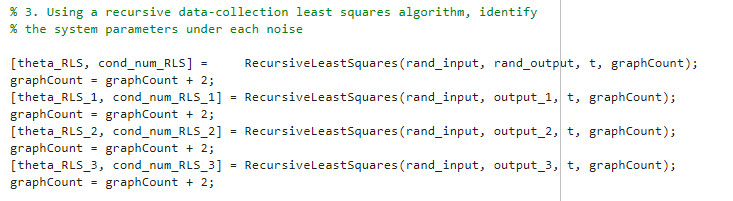 % 3. Using a recursive data-collection least squares algorithm, identify
% the system parameters under each noise
[theta_RLS, cond_num_RLS] =     RecursiveLeastSquares(rand_input, rand_output, t, graphCount);
graphCount = graphCount + 2;
[theta_RLS_1, cond_num_RLS_1] = RecursiveLeastSquares(rand_input, output_1, t, graphCount);
graphCount = graphCount + 2;
[theta_RLS_2, cond_num_RLS_2] = RecursiveLeastSquares(rand_input, output_2, t, graphCount);
graphCount = graphCount + 2;
[theta_RLS_3, cond_num_RLS_3] = RecursiveLeastSquares(rand_input, output_3, t, graphCount);
graphCount = graphCount + 2;